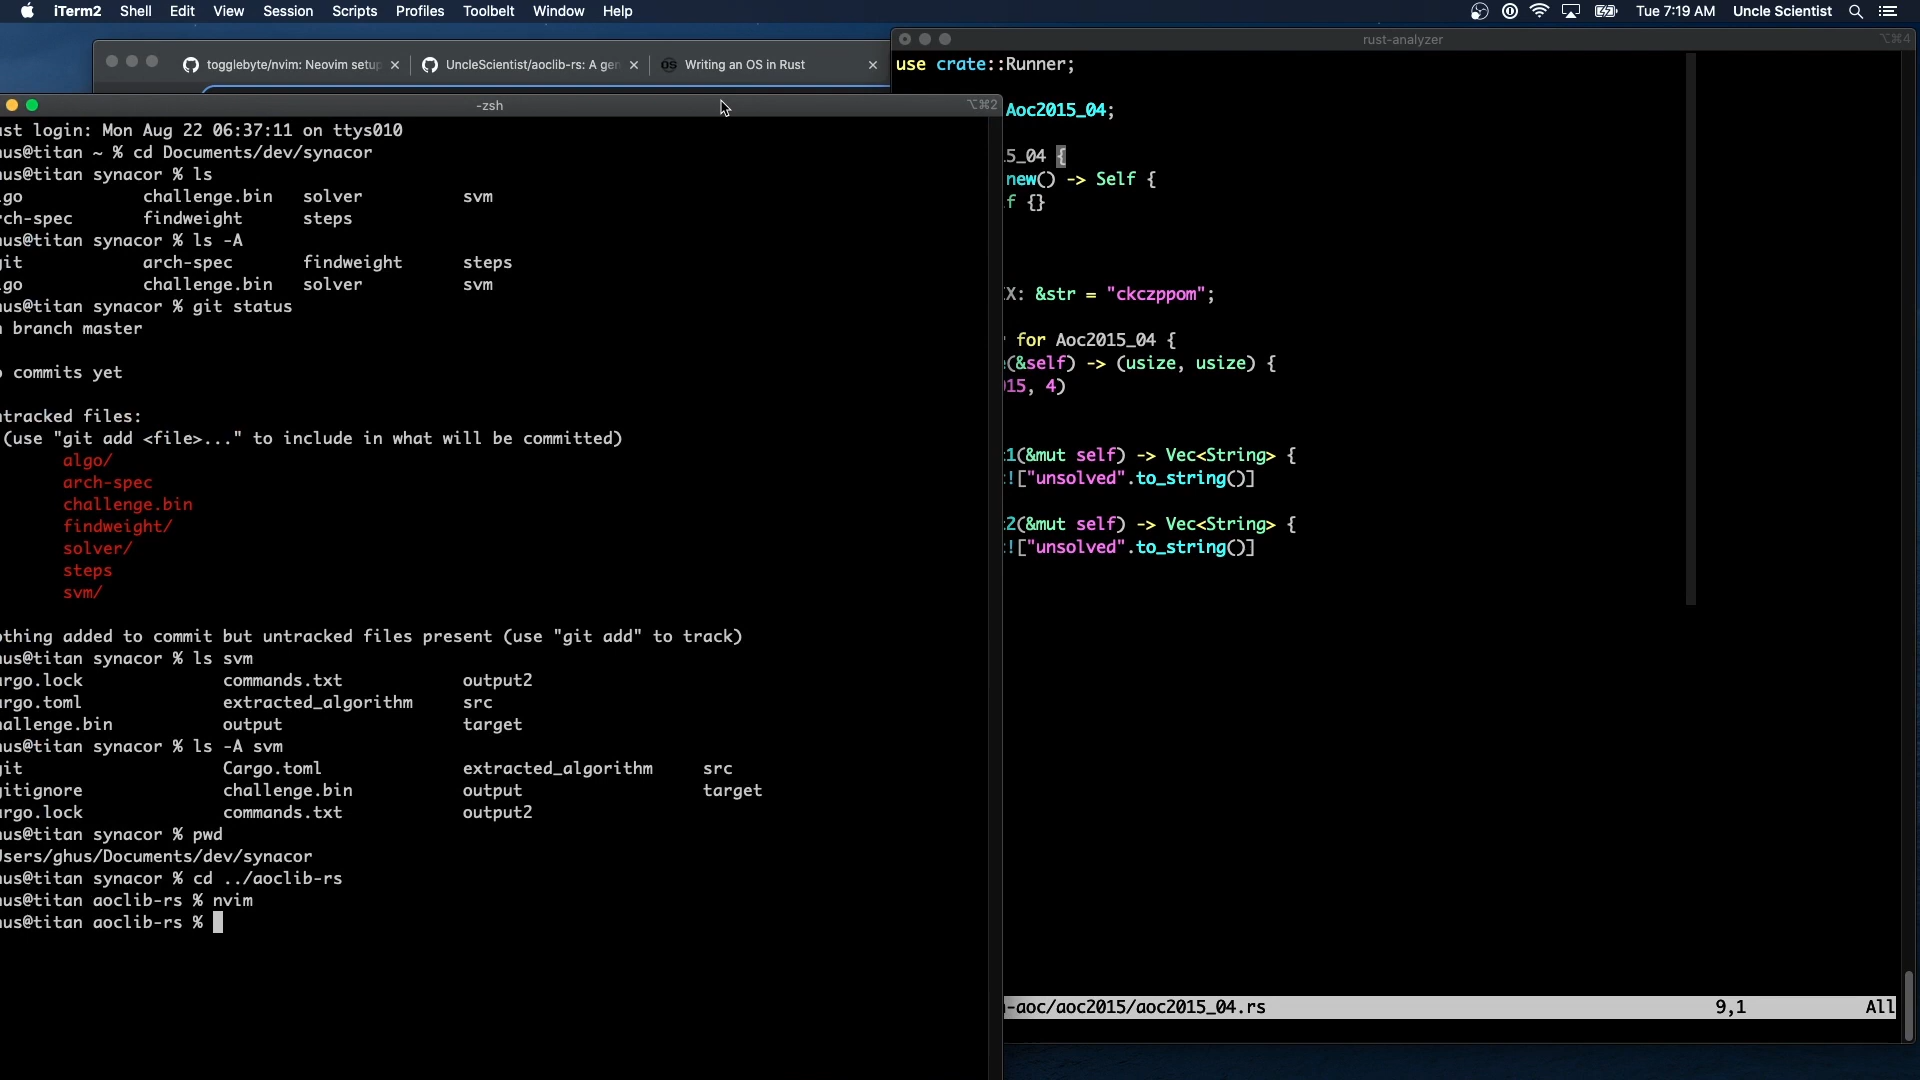 iTerm2 Shell Edit View Session Scripts Profiles Toolbelt Window Help
Tue 7:19 AM Uncle Scientist
togglebyte/nvim: Neovim setup
UncleScientist/aoclib-rs: A gen
Writing an OS in Rust
rust-analyzer
⌥⌘4
-zsh
⌥⌘2
st login: Mon Aug 22 06:37:11 on ttys010
us@titan ~ % cd Documents/dev/synacor
us@titan synacor % ls
go challenge.bin solver svm
ch-spec findweight steps
us@titan synacor % ls -A
it arch-spec findweight steps
go challenge.bin solver svm
us@titan synacor % git status
branch master
commits yet
tracked files:
(use "git add <file>..." to include in what will be committed)
algo/
arch-spec
challenge.bin
findweight/
solver/
steps
svm/
thing added to commit but untracked files present (use "git add" to track)
us@titan synacor % ls svm
rgo.lock commands.txt output2
rgo.toml extracted_algorithm src
allenge.bin output target
us@titan synacor % ls -A svm
it Cargo.toml extracted_algorithm src
itignore challenge.bin output target
rgo.lock commands.txt output2
us@titan synacor % pwd
sers/ghus/Documents/dev/synacor
us@titan synacor % cd ../aoclib-rs
us@titan aoclib-rs % nvim
us@titan aoclib-rs %
use crate::Runner;
Aoc2015_04;
5_04 {
new() -> Self {
f {}
X: &str = "ckczppom";
for Aoc2015_04 {
(&self) -> (usize, usize) {
15, 4)
1(&mut self) -> Vec<String> {
!["unsolved".to_string()]
2(&mut self) -> Vec<String> {
!["unsolved".to_string()]
-aoc/aoc2015/aoc2015_04.rs 9,1 All